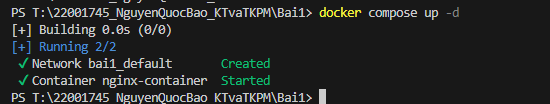 PS T:\22001745_NguyenQuocBao_KTvaTKPM\Bai1> docker compose up -d
[+] Building 0.0s (0/0)
[+] Running 2/2
✓ Network bai1_default Created
✓ Container nginx-container Started
PS T:\22001745_NguyenQuocBao_KTvaTKPM\Bai1>